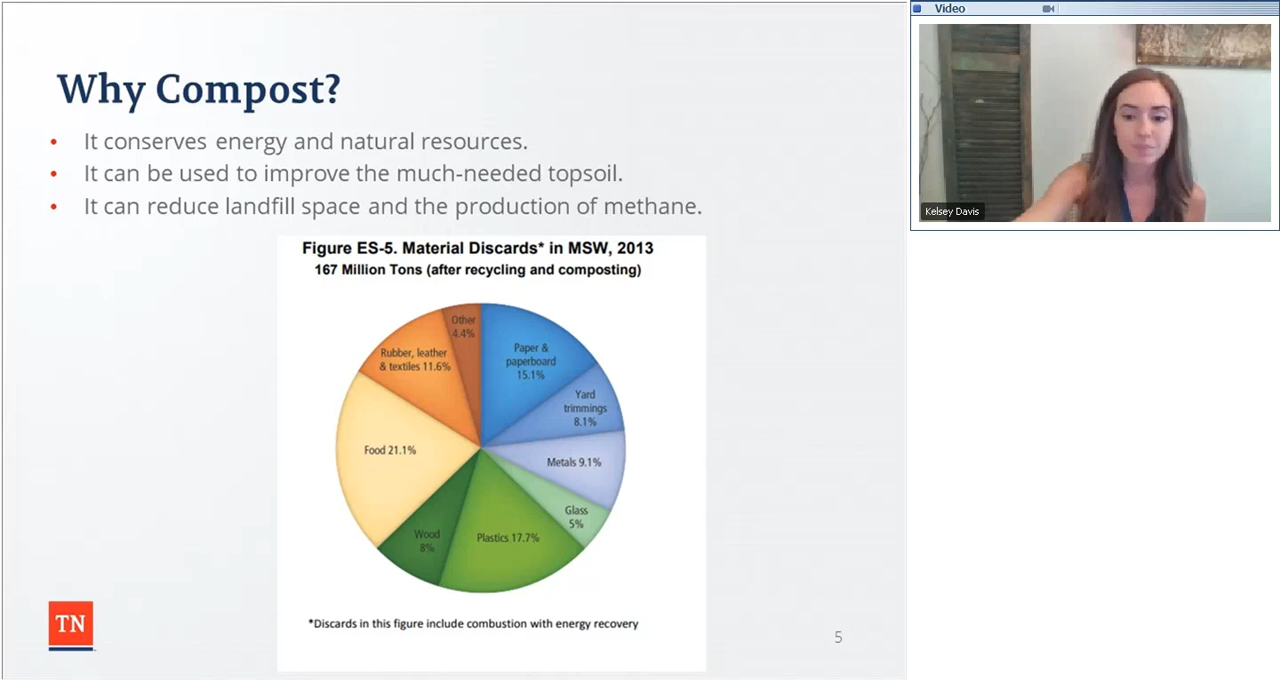 Why Compost?
• It conserves energy and natural resources.
• It can be used to improve the much-needed topsoil.
• It can reduce landfill space and the production of methane.
Figure ES-5. Material Discards* in MSW, 2013
167 Million Tons (after recycling and composting)
Other
4.4%
Paper &
paperboard
15.1%
Rubber, leather
& textiles 11.6%
Yard
trimmings
8.1%
Food 21.1%
Metals 9.1%
Glass
5%
Wood
8%
Plastics 17.7%
*Discards in this figure include combustion with energy recovery
TN
5
Video
Kelsey Davis